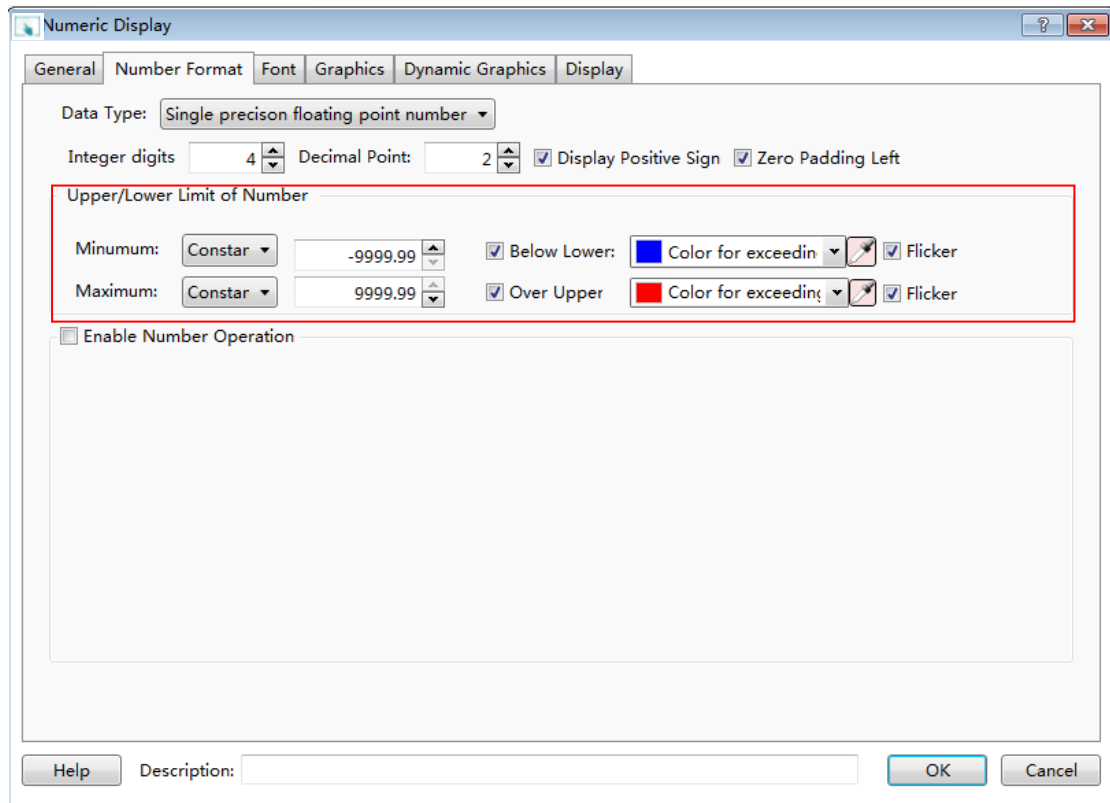 Numeric Display
General Number Format Font Graphics Dynamic Graphics Display
Data Type: Single precison floating point number
Integer digits 4 Decimal Point: 2 Display Positive Sign Zero Padding Left
Upper/Lower Limit of Number
Minumum: Constar -9999.99 Below Lower: Color for exceedin Flicker
Maximum: Constar 9999.99 Over Upper Color for exceeding Flicker
Enable Number Operation
Help Description: OK Cancel